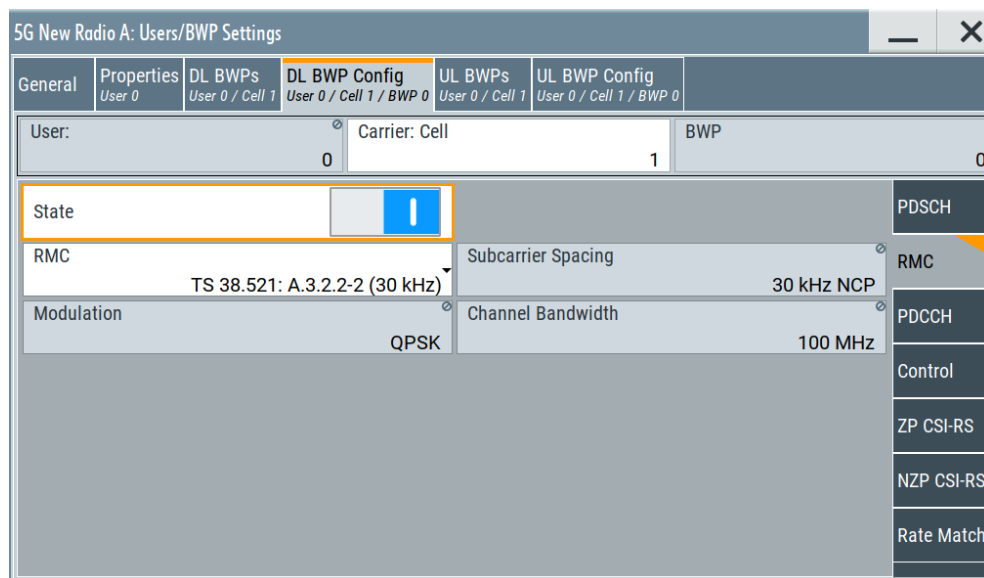 5G New Radio A: Users/BWP Settings
General
Properties
User 0
DL BWPs
User 0 / Cell 1
DL BWP Config
User 0 / Cell 1 / BWP 0
UL BWPs
User 0 / Cell 1
UL BWP Config
User 0 / Cell 1 / BWP 0
User:
0
Carrier: Cell
1
BWP
0
State
RMC
TS 38.521: A.3.2.2-2 (30 kHz)
Subcarrier Spacing
30 kHz NCP
Modulation
QPSK
Channel Bandwidth
100 MHz
PDSCH
RMC
PDCCH
Control
ZP CSI-RS
NZP CSI-RS
Rate Match